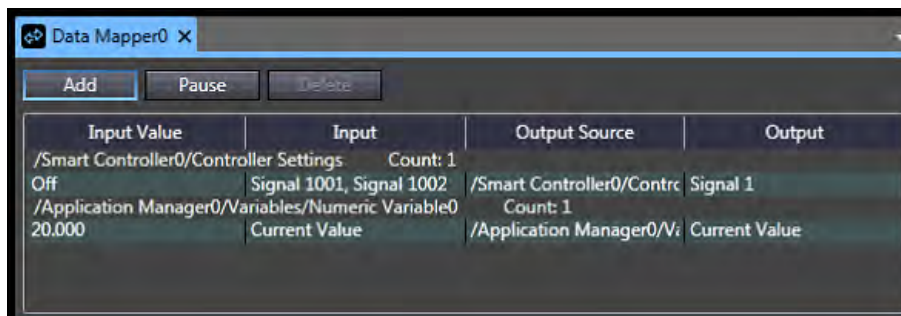 Data Mapper0
Add Pause Delete
Input Value Input Output Source Output
/Smart Controller0/Controller Settings Count: 1
Off Signal 1001, Signal 1002 /Smart Controller0/Contrc Signal 1
/Application Manager0/Variables/Numeric Variable0 Count: 1
20.000 Current Value /Application Manager0/Va Current Value